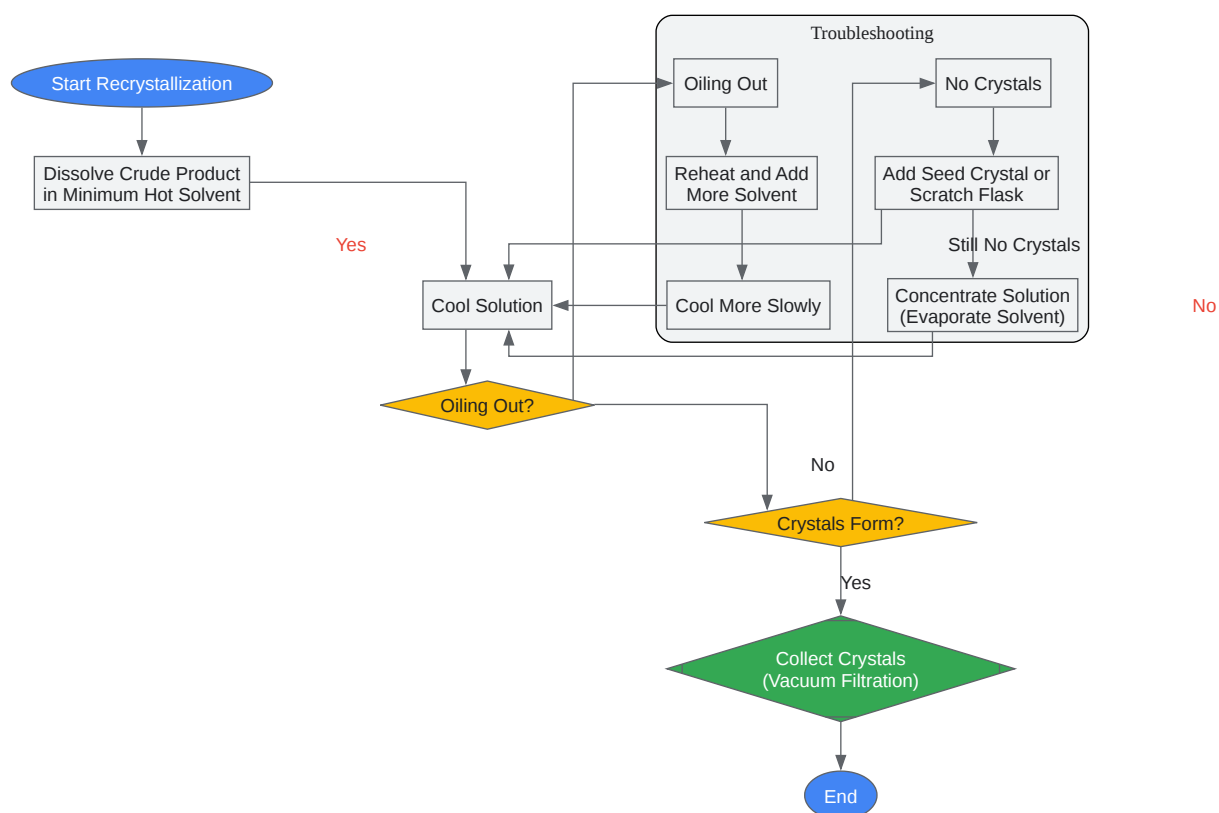 Troubleshooting
Start Recrystallization
Oiling Out
No Crystals
Dissolve Crude Product
in Minimum Hot Solvent
Reheat and Add
More Solvent
Add Seed Crystal or
Scratch Flask
Yes
Still No Crystals
Cool Solution
Cool More Slowly
Concentrate Solution
(Evaporate Solvent)
No
Oiling Out?
No
Crystals Form?
Yes
Collect Crystals
(Vacuum Filtration)
End